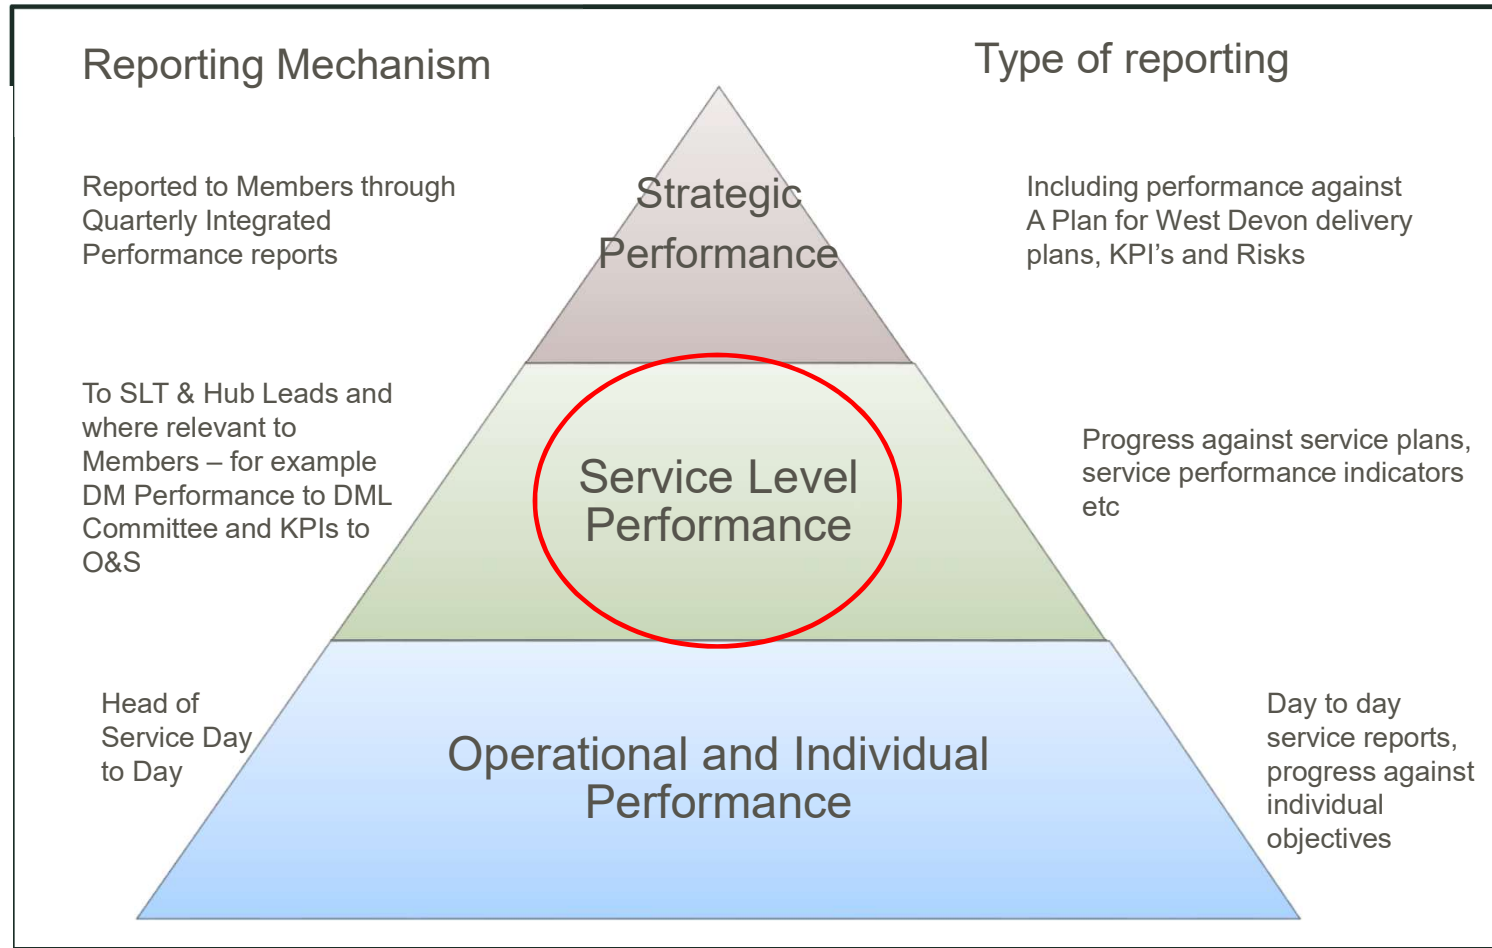 Reporting Mechanism
Type of reporting
Reported to Members through
Quarterly Integrated
Performance reports
Strategic
Performance
Including performance against
A Plan for West Devon delivery
plans, KPI's and Risks
To SLT & Hub Leads and
where relevant to
Members – for example
DM Performance to DML
Committee and KPIs to
O&S
Service Level
Performance
Progress against service plans,
service performance indicators
etc
Head of
Service Day
to Day
Operational and Individual
Performance
Day to day
service reports,
progress against
individual
objectives